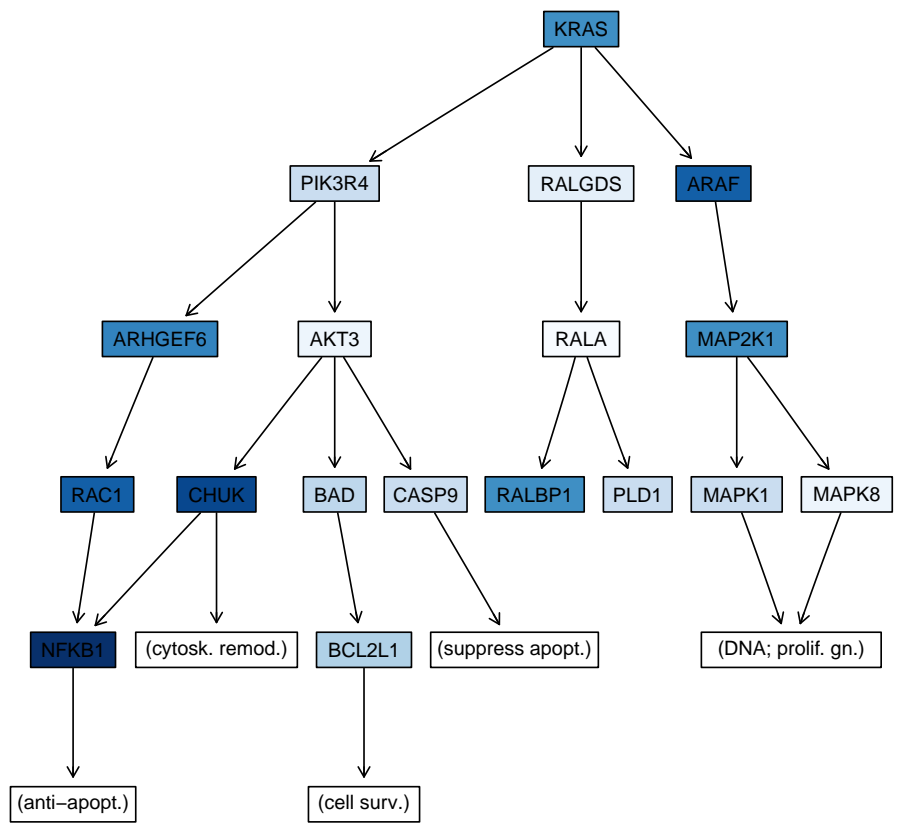 KRAS
PIK3R4
RALGDS
ARAF
ARHGEF6
AKT3
RALA
MAP2K1
RAC1
CHUK
BAD
CASP9
RALBP1
PLD1
MAPK1
MAPK8
NFKB1
(cytosk. remod.)
BCL2L1
(suppress apopt.)
(DNA; prolif. gn.)
(anti−apopt.)
(cell surv.)